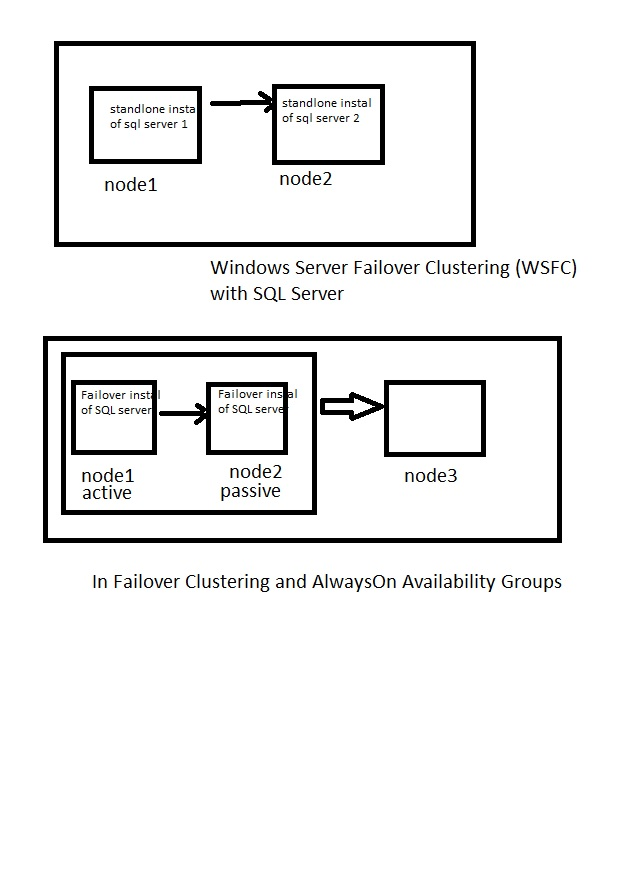 standlone instal
of sql server 1
standlone instal
of sql server 2
node1
node2
Windows Server Failover Clustering (WSFC)
with SQL Server
Failover instal
of SQL server
Failover instal
of SQL server
node1
active
node2
passive
node3
In Failover Clustering and AlwaysOn Availability Groups